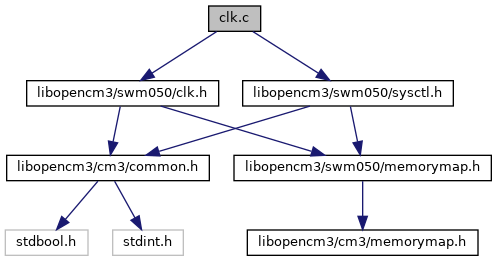 clk.c
libopencm3/swm050/clk.h
libopencm3/swm050/sysctl.h
libopencm3/cm3/common.h
libopencm3/swm050/memorymap.h
stdbool.h
stdint.h
libopencm3/cm3/memorymap.h